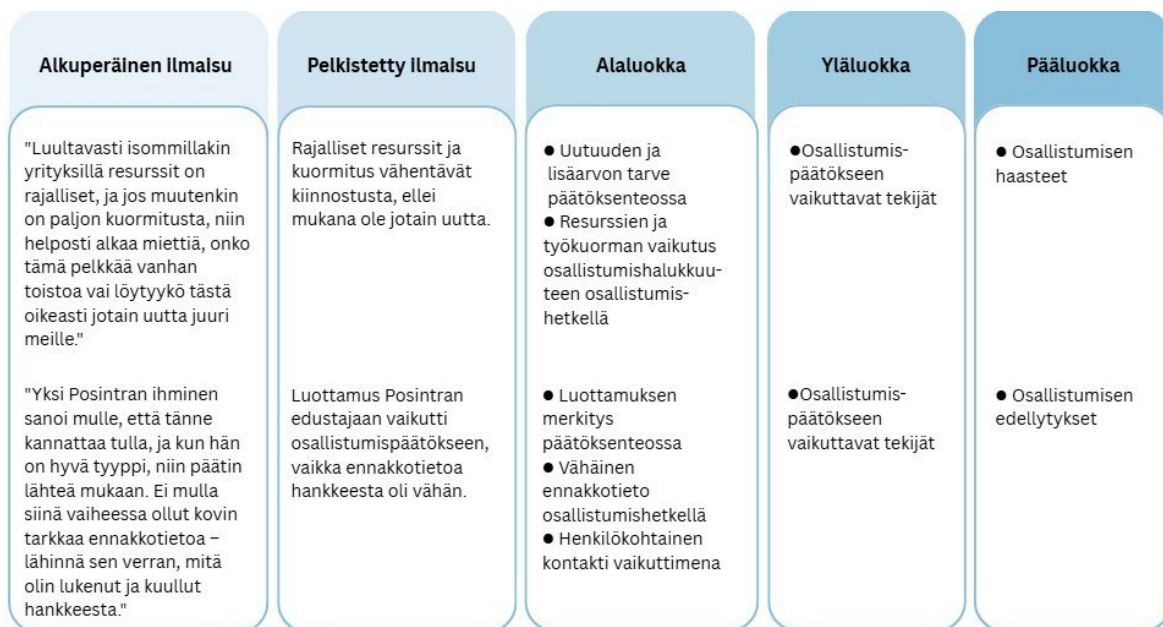 Alkuperäinen ilmaisu
Pelkistetty ilmaisu
Alaluokka
Yläluokka
Pääluokka
"Luultavasti isommillakin
yrityksillä resurssit on
rajalliset, ja jos muutenkin
on paljon kuormitusta, niin
helposti alkaa miettiä, onko
tämä pelkkää vanhan
toistoa vai löytyykö tästä
oikeasti jotain uutta juuri
meille."
Rajalliset resurssit ja
kuormitus vähentävät
kiinnostusta, ellei
mukana ole jotain uutta.
● Uutuuden ja
lisäarvon tarve
päätöksenteossa
● Resurssien ja
työkuorman vaikutus
osallistumishalukkuu-
teen osallistumis-
hetkellä
●Osallistumis-
päätökseen
vaikuttavat tekijät
● Osallistumisen
haasteet
"Yksi Posintran ihminen
sanoi mulle, että tänne
kannattaa tulla, ja kun hän
on hyvä tyyppi, niin päätin
lähteä mukaan. Ei mulla
siinä vaiheessa ollut kovin
tarkkaa ennakkotietoa –
lähinnä sen verran, mitä
olin lukenut ja kuullut
hankkeesta."
Luottamus Posintran
edustajaan vaikutti
osallistumispäätökseen,
vaikka ennakkotietoa
hankkeesta oli vähän.
● Luottamuksen
merkitys
päätöksenteossa
● Vähäinen
ennakkotieto
osallistumishetkellä
● Henkilökohtainen
kontakti vaikuttimena
●Osallistumis-
päätökseen
vaikuttavat tekijät
● Osallistumisen
edellytykset